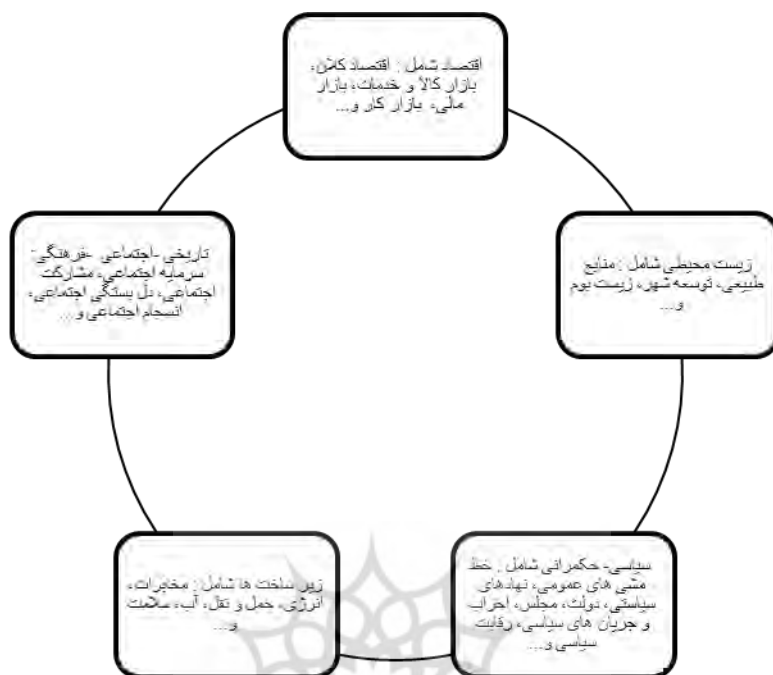 اقتصاد شامل : اقتصاد کلان،
بازار کالا و خدمات، بازار
مالی، بازار کار و...
زیست محیطی شامل : منابع
طبیعی، توسعه شهر، زیست بوم
و...
سیاسی- حکمرانی شامل : خط
مشی های عمومی، نهادهای
سیاستی، دولت، مجلس، احزاب
و جریان های سیاسی، رقابت
سیاسی و...
زیر ساخت ها شامل : مخابرات،
انرژی، حمل و نقل، آب، سلامت
و...
تاریخی -اجتماعی -فرهنگی:
سرمایه اجتماعی، مشارکت
اجتماعی، دل بستگی اجتماعی،
انسجام اجتماعی و...